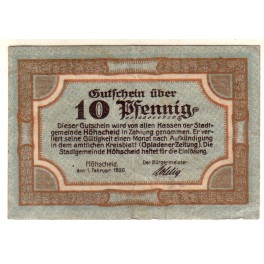 Gutschein über
10 Pfennig
Dieser Gutschein wird von allen Kassen der Stadt-
gemeinde Höhscheid in Zahlung genommen. Er ver-
liert seine Gültigkeit einen Monat nach Aufkündigung
in dem amtlichen Kreisblatt (Opladener Zeitung). Die
Stadtgemeinde Höhscheid haftet für die Einlösung.
Höhscheid, Der Bürgermeister
den 1. Februar 1920.